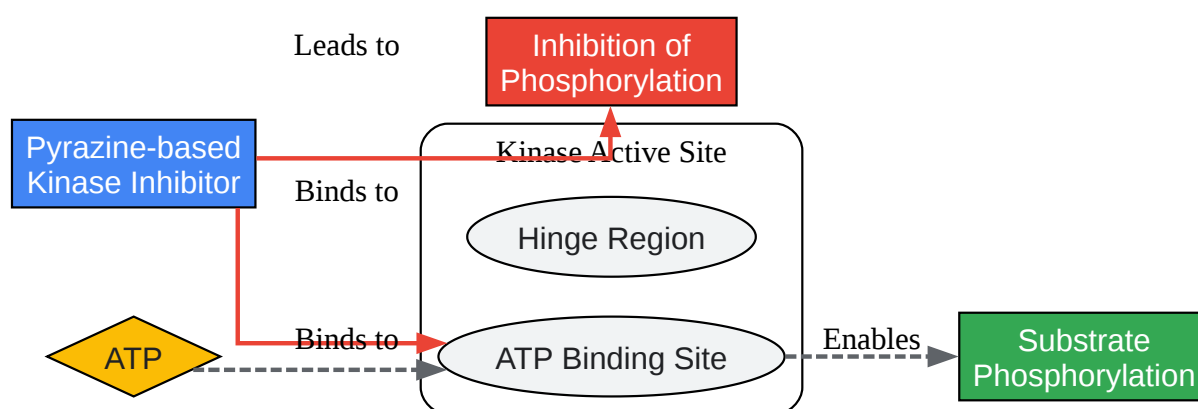 Leads to
Inhibition of
Phosphorylation
Pyrazine-based
Kinase Inhibitor
Kinase Active Site
Binds to
Hinge Region
ATP
Binds to
ATP Binding Site
Enables
Substrate
Phosphorylation